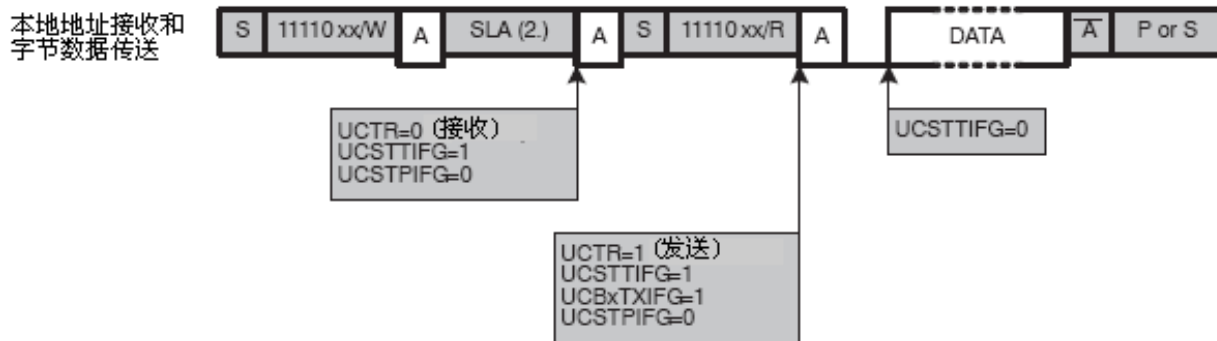 本地地址接收和
字节数据传送
S 11110 xx/W A SLA (2.) A S 11110 xx/R A DATA A P or S
UCTR=0 (接收)
UCSTTIFG=1
UCSTPIFG=0
UCSTTIFG=0
UCTR=1 (发送)
UCSTTIFG=1
UCBxTXIFG=1
UCSTPIFG=0